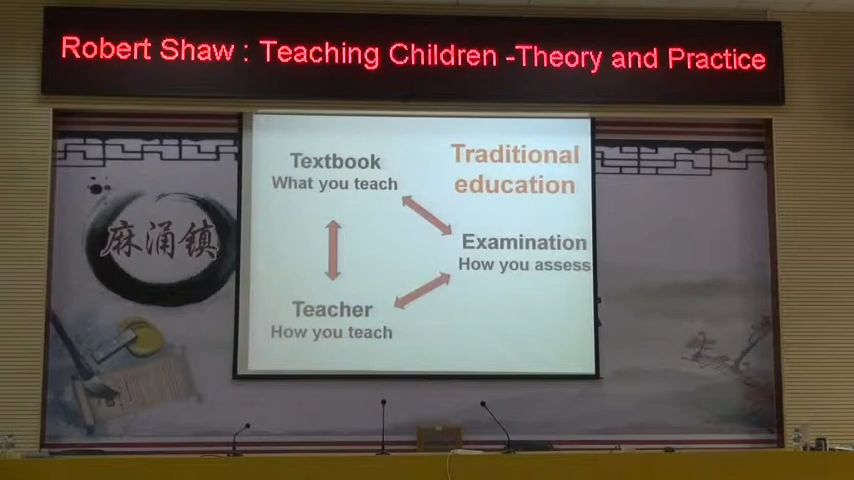 Robert Shaw : Teaching Children -Theory and Practice
Textbook
What you teach
Traditional
education
Examination
How you assess
Teacher
How you teach
麻涌镇